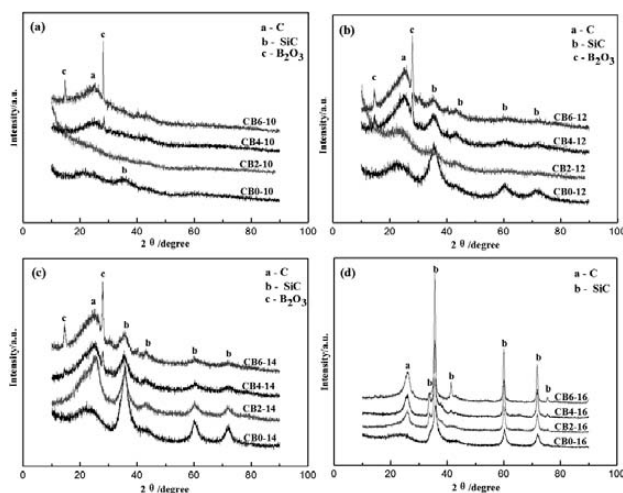 (a)
a - C
b - SiC
c - B2O3
c
a
c
CB6-10
CB4-10
CB2-10
b
CB0-10
Intensity/a.u.
0 20 40 60 80 100
2 θ /degree
(b)
a - C
b - SiC
c - B2O3
c
a
c
b
b
b
b
CB6-12
CB4-12
CB2-12
CB0-12
Intensity/a.u.
0 20 40 60 80 100
2 θ /degree
(c)
a - C
b - SiC
c - B2O3
c
a
c
b
b
b
b
CB6-14
CB4-14
CB2-14
CB0-14
Intensity/a.u.
0 20 40 60 80 100
2 θ /degree
(d)
a - C
b - SiC
b
b
b
a
b
b
b
CB6-16
CB4-16
CB2-16
CB0-16
Intensity/a.u.
0 20 40 60 80 100
2 θ /degree